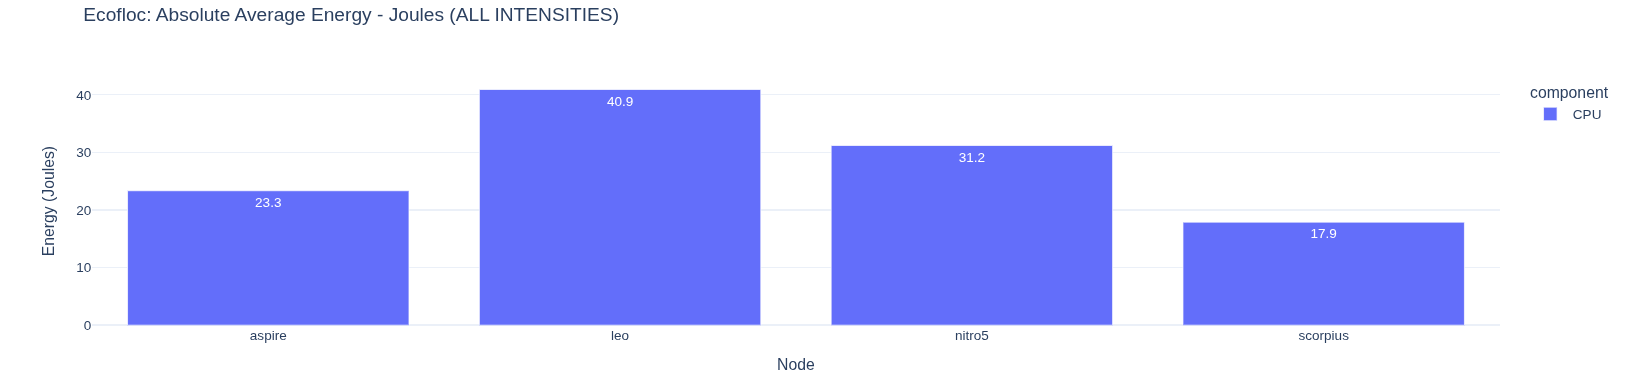 Ecofloc: Absolute Average Energy - Joules (ALL INTENSITIES)
Energy (Joules)
40
30
20
10
0
23.3
40.9
31.2
17.9
aspire
leo
nitro5
scorpius
Node
component
CPU